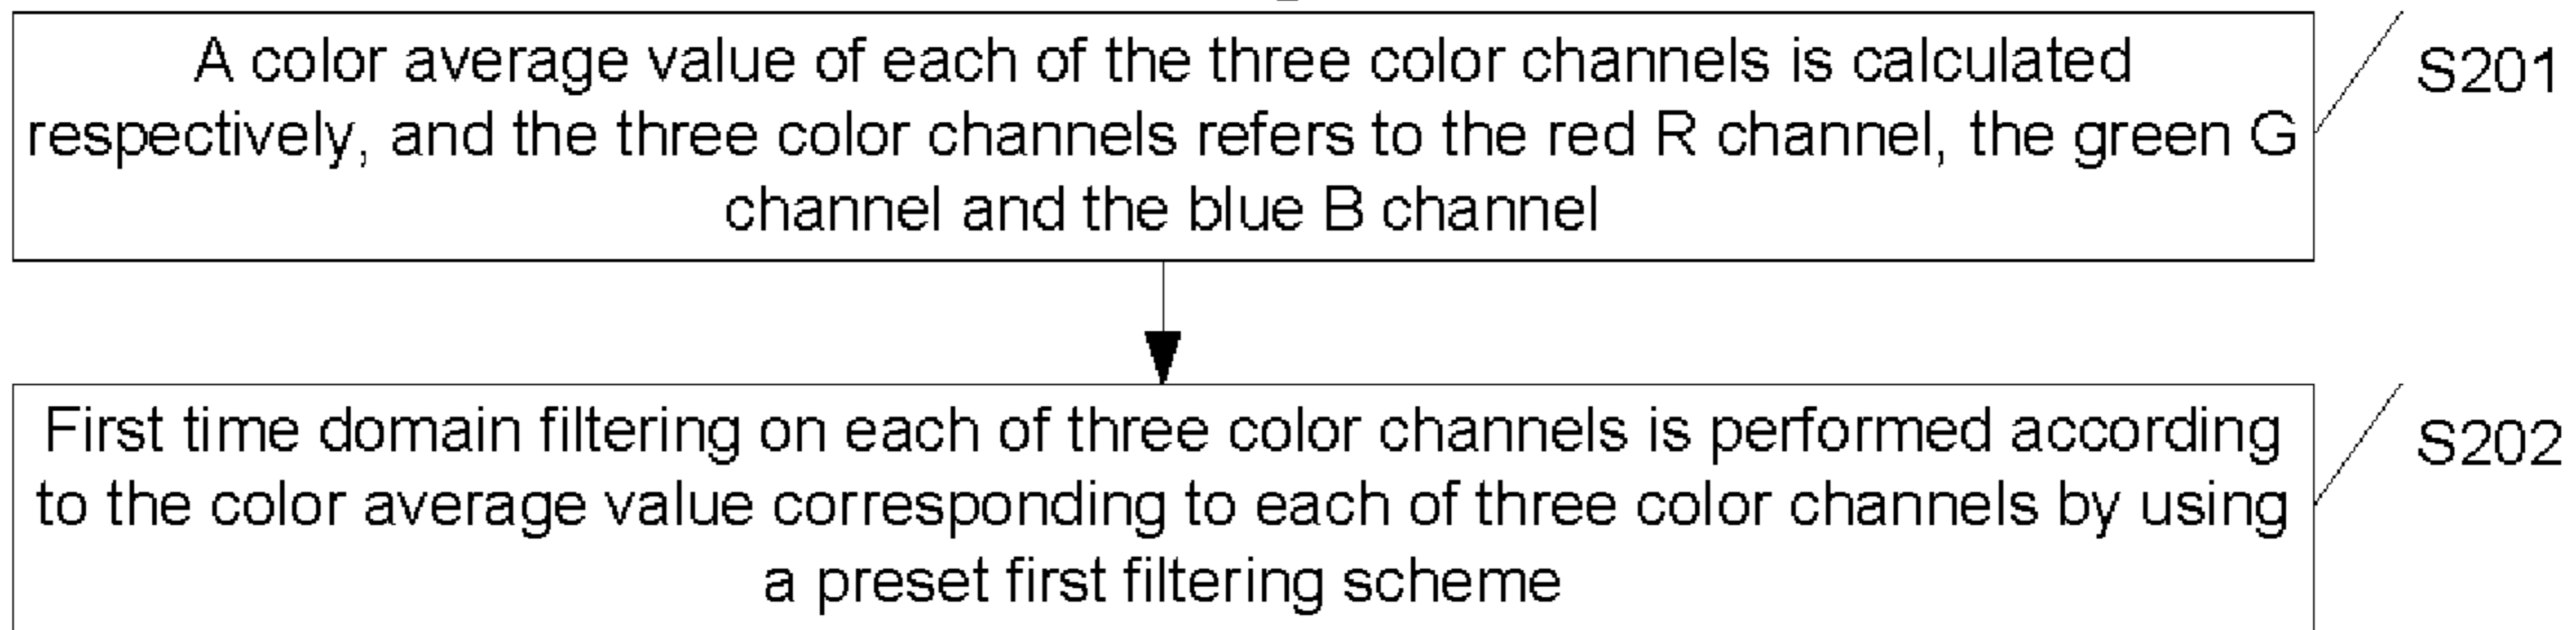 A color average value of each of the three color channels is calculated
respectively, and the three color channels refers to the red R channel, the green G
channel and the blue B channel
S201
First time domain filtering on each of three color channels is performed according
to the color average value corresponding to each of three color channels by using
a preset first filtering scheme
S202